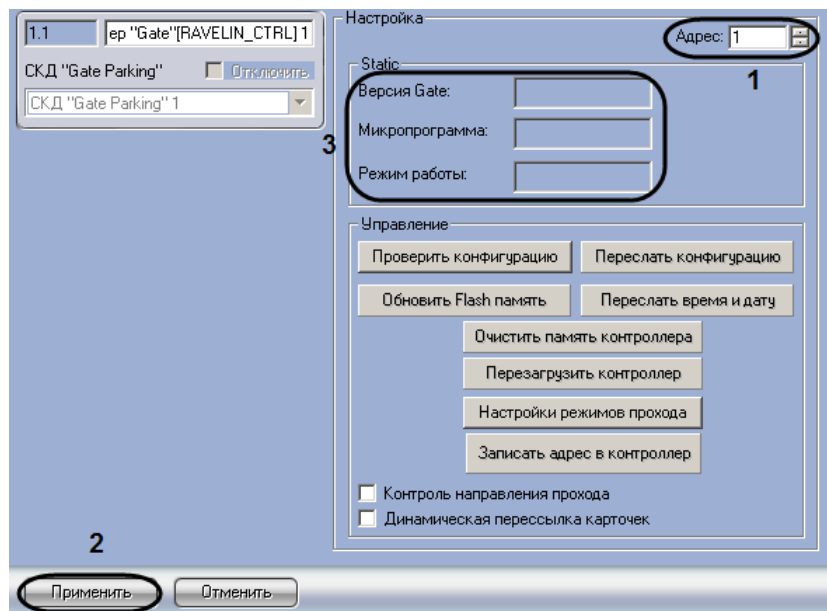 1.1 ер "Gate"[RAVELIN_CTRL] 1
СКД "Gate Parking" Отключить
СКД "Gate Parking" 1
Настройка
Адрес: 1
1
Static
Версия Gate:
3
Микропрограмма:
Режим работы:
Управление
Проверить конфигурацию Переслать конфигурацию
Обновить Flash память Переслать время и дату
Очистить память контроллера
Перезагрузить контроллер
Настройки режимов прохода
Записать адрес в контроллер
Контроль направления прохода
Динамическая перессылка карточек
2
Применить Отменить